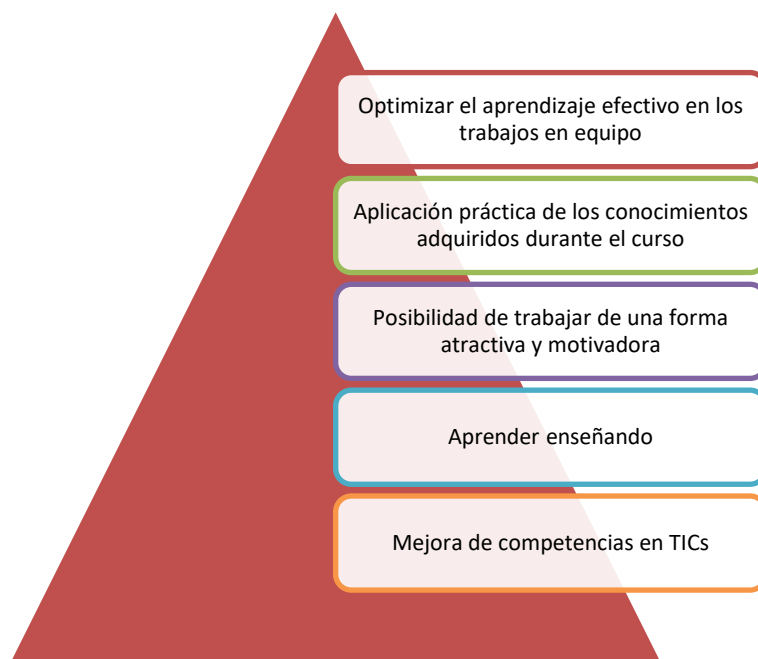 Optimizar el aprendizaje efectivo en los
trabajos en equipo
Aplicación práctica de los conocimientos
adquiridos durante el curso
Posibilidad de trabajar de una forma
atractiva y motivadora
Aprender enseñando
Mejora de competencias en TICs